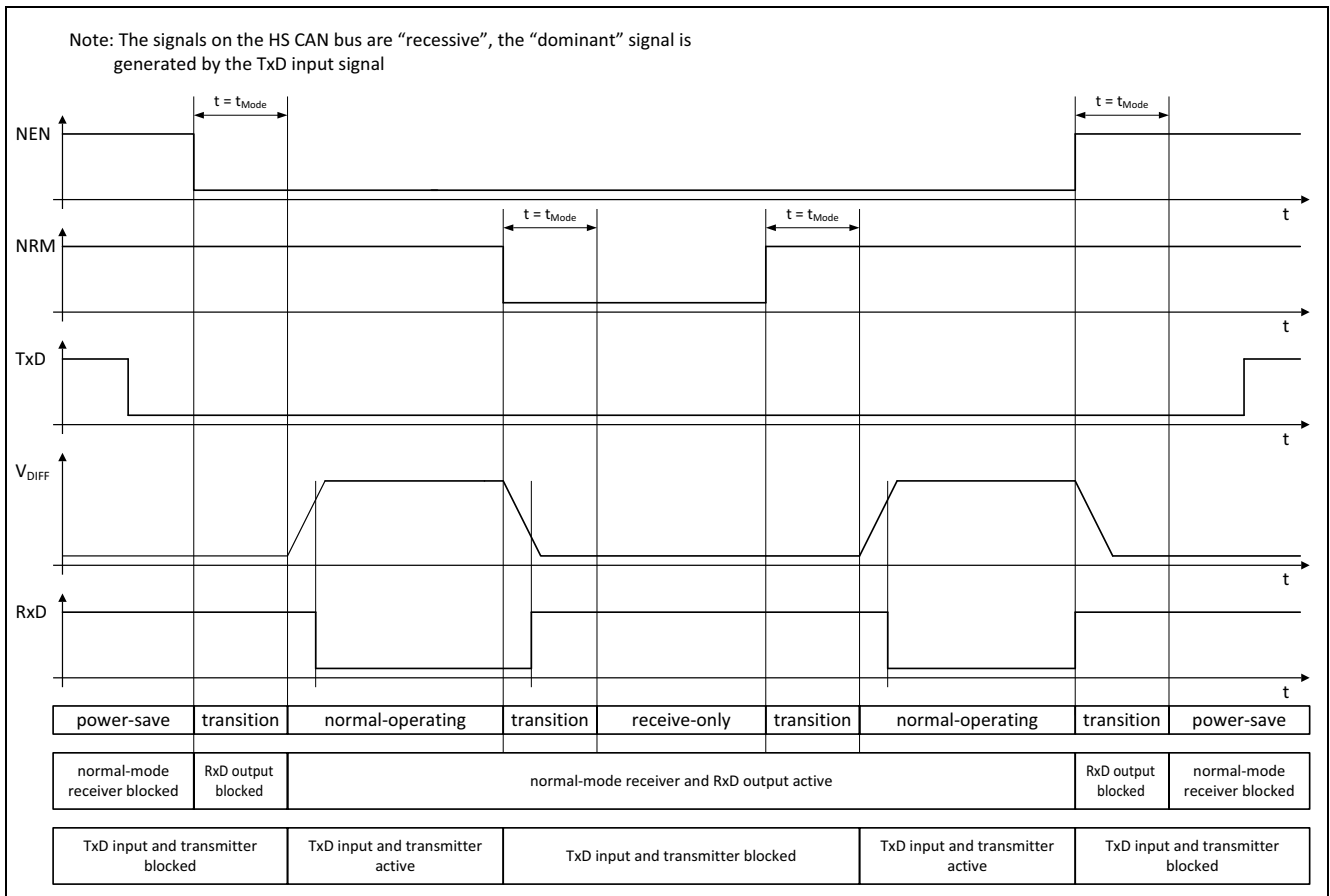 Note: The signals on the HS CAN bus are “recessive”, the “dominant” signal is
generated by the TxD input signal
t = tMode
t = tMode
NEN
t
t = tMode
t = tMode
NRM
t
TxD
t
VDIFF
t
RxD
t
power-save
transition
normal-operating
transition
receive-only
transition
normal-operating
transition
power-save
normal-mode
receiver blocked
RxD output
blocked
normal-mode receiver and RxD output active
RxD output
blocked
normal-mode
receiver blocked
TxD input and transmitter
blocked
TxD input and transmitter
active
TxD input and transmitter blocked
TxD input and transmitter
active
TxD input and transmitter
blocked